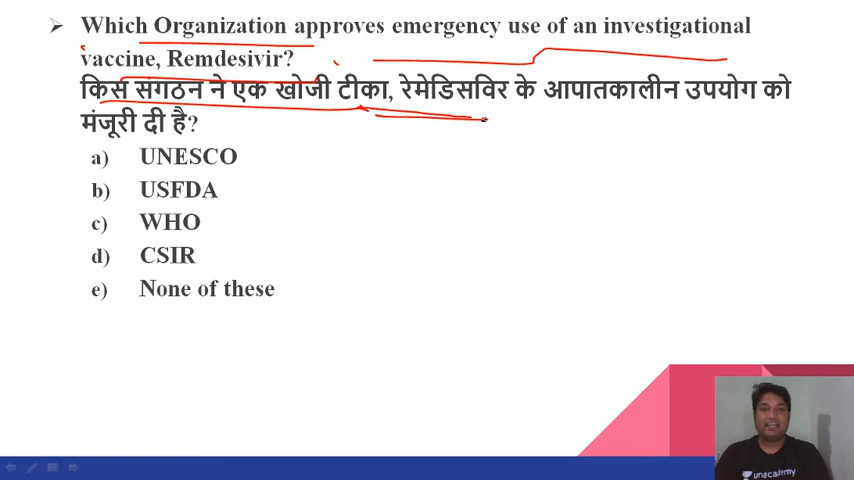 Which Organization approves emergency use of an investigational
vaccine, Remdesivir?
किस संगठन ने एक खोजी टीका, रेमेडिसविर के आपातकालीन उपयोग को
मंजूरी दी है?
a) UNESCO
b) USFDA
c) WHO
d) CSIR
e) None of these
unacademy